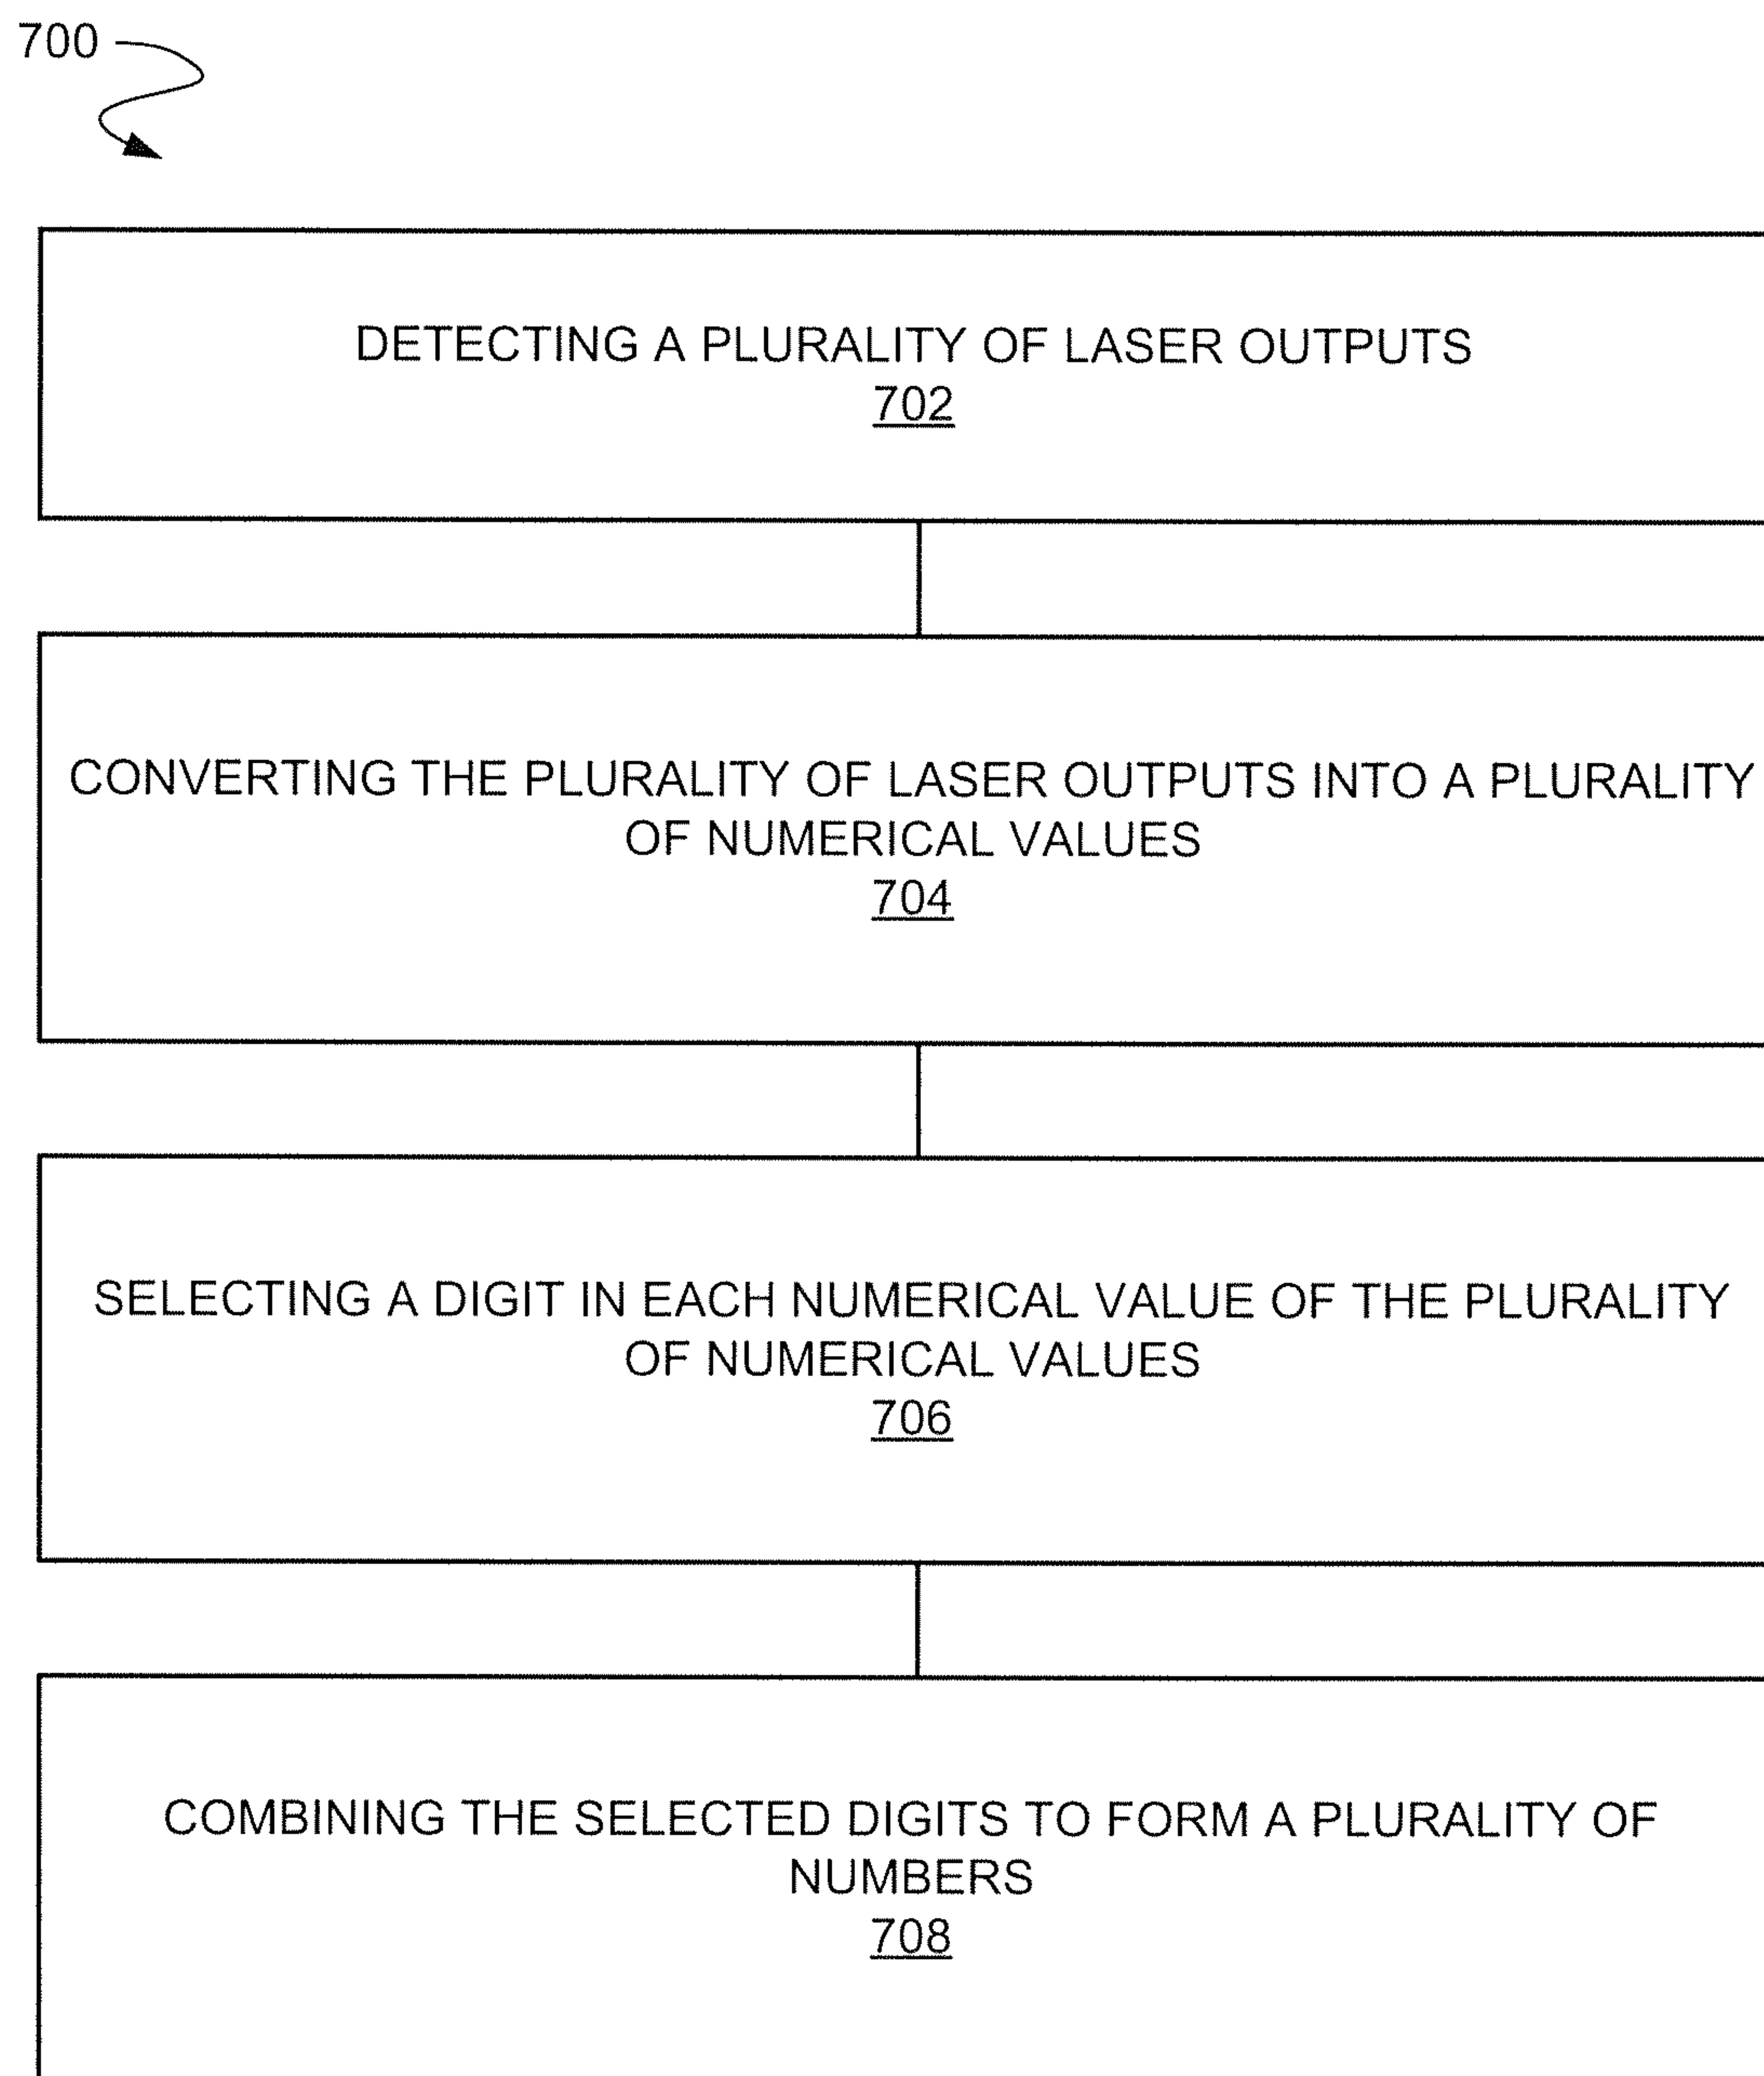 700
DETECTING A PLURALITY OF LASER OUTPUTS
702
CONVERTING THE PLURALITY OF LASER OUTPUTS INTO A PLURALITY
OF NUMERICAL VALUES
704
SELECTING A DIGIT IN EACH NUMERICAL VALUE OF THE PLURALITY
OF NUMERICAL VALUES
706
COMBINING THE SELECTED DIGITS TO FORM A PLURALITY OF
NUMBERS
708